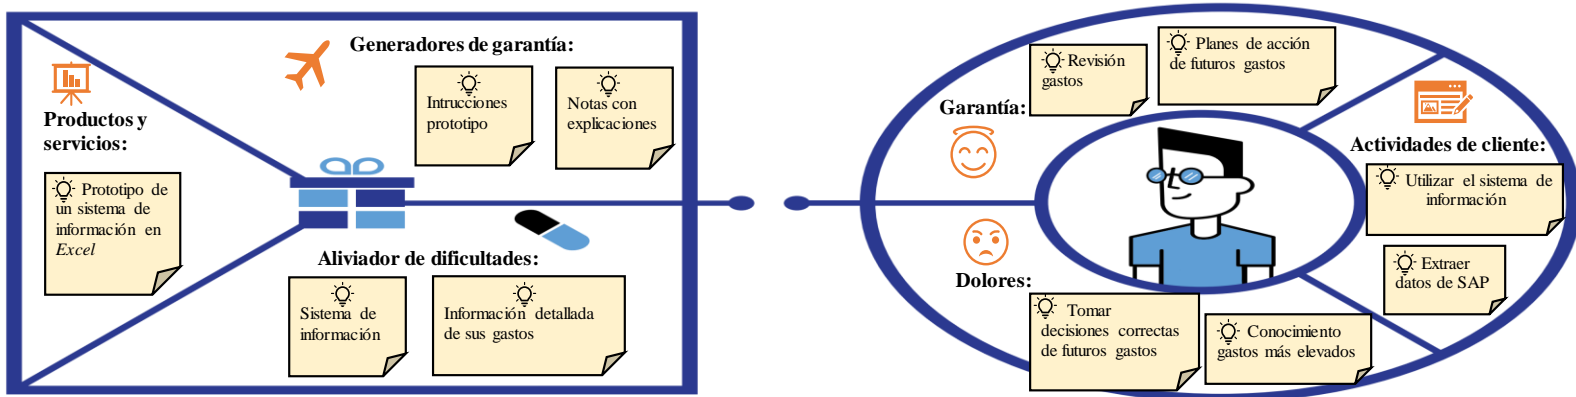 Generadores de garantía:
Intrucciones
prototipo
Notas con
explicaciones
Productos y
servicios:
Prototipo de
un sistema de
información en
Excel
Aliviador de dificultades:
Sistema de
información
Información detallada
de sus gastos
Garantía:
Revisión
gastos
Planes de acción
de futuros gastos
Actividades de cliente:
Utilizar el sistema de
información
Extraer
datos de SAP
Dolores:
Tomar
decisiones correctas
de futuros gastos
Conocimiento
gastos más elevados